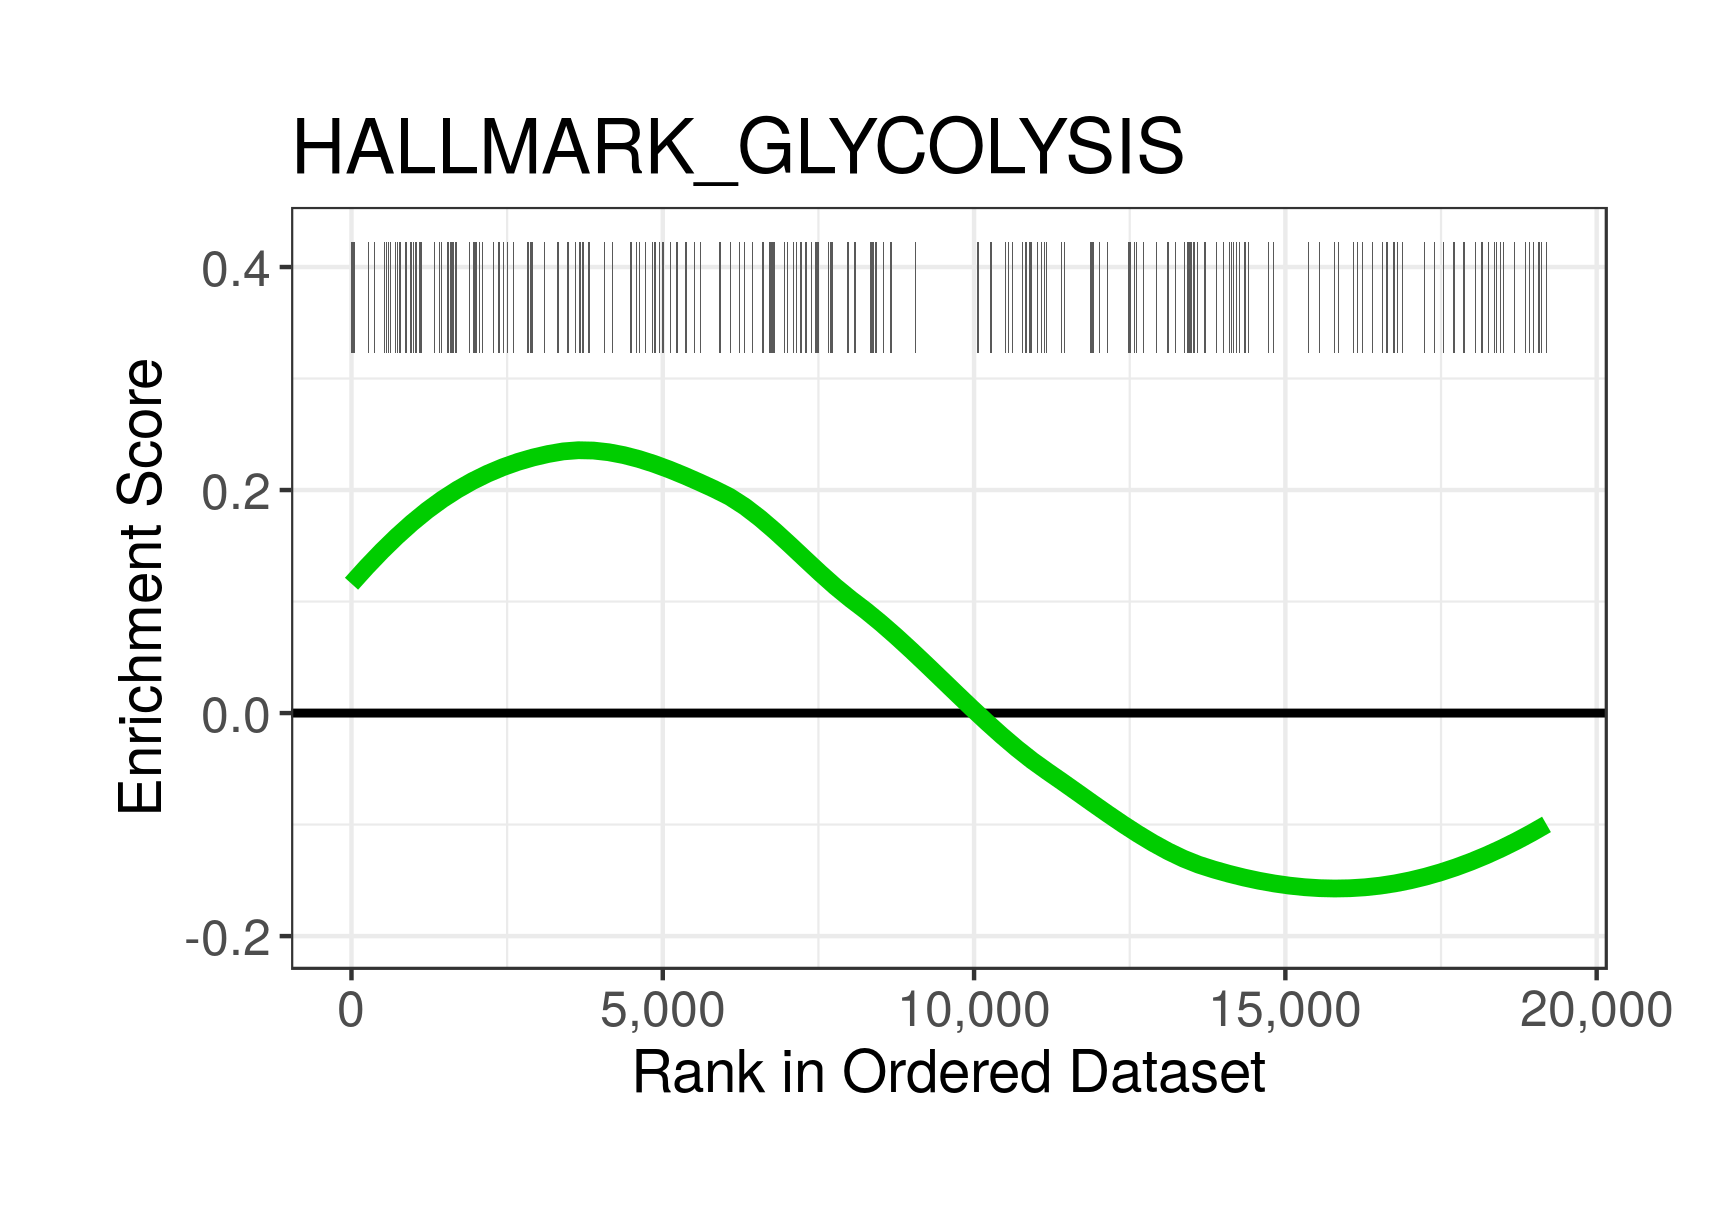 HALLMARK_GLYCOLYSIS
Enrichment Score
0.4
0.2
0.0
-0.2
0 5,000 10,000 15,000 20,000
Rank in Ordered Dataset